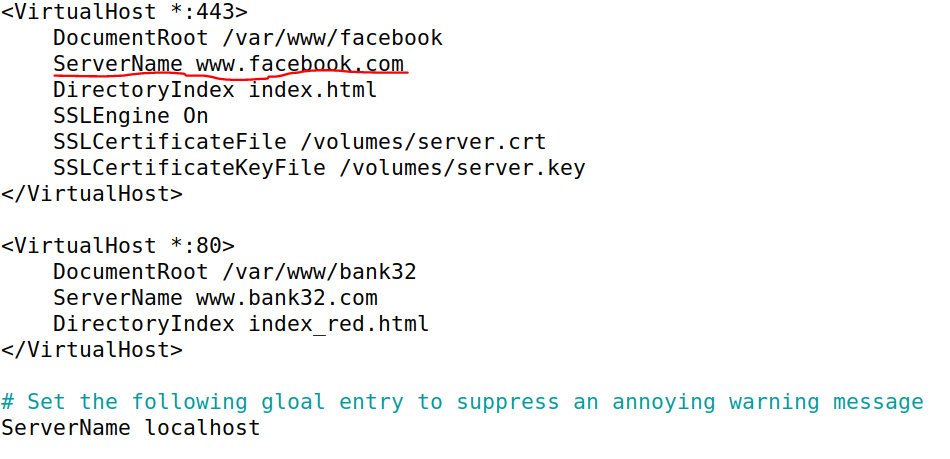 <VirtualHost *:443>
    DocumentRoot /var/www/facebook
    ServerName www.facebook.com
    DirectoryIndex index.html
    SSLEngine On
    SSLCertificateFile /volumes/server.crt
    SSLCertificateKeyFile /volumes/server.key
</VirtualHost>

<VirtualHost *:80>
    DocumentRoot /var/www/bank32
    ServerName www.bank32.com
    DirectoryIndex index_red.html
</VirtualHost>

# Set the following gloal entry to suppress an annoying warning message
ServerName localhost